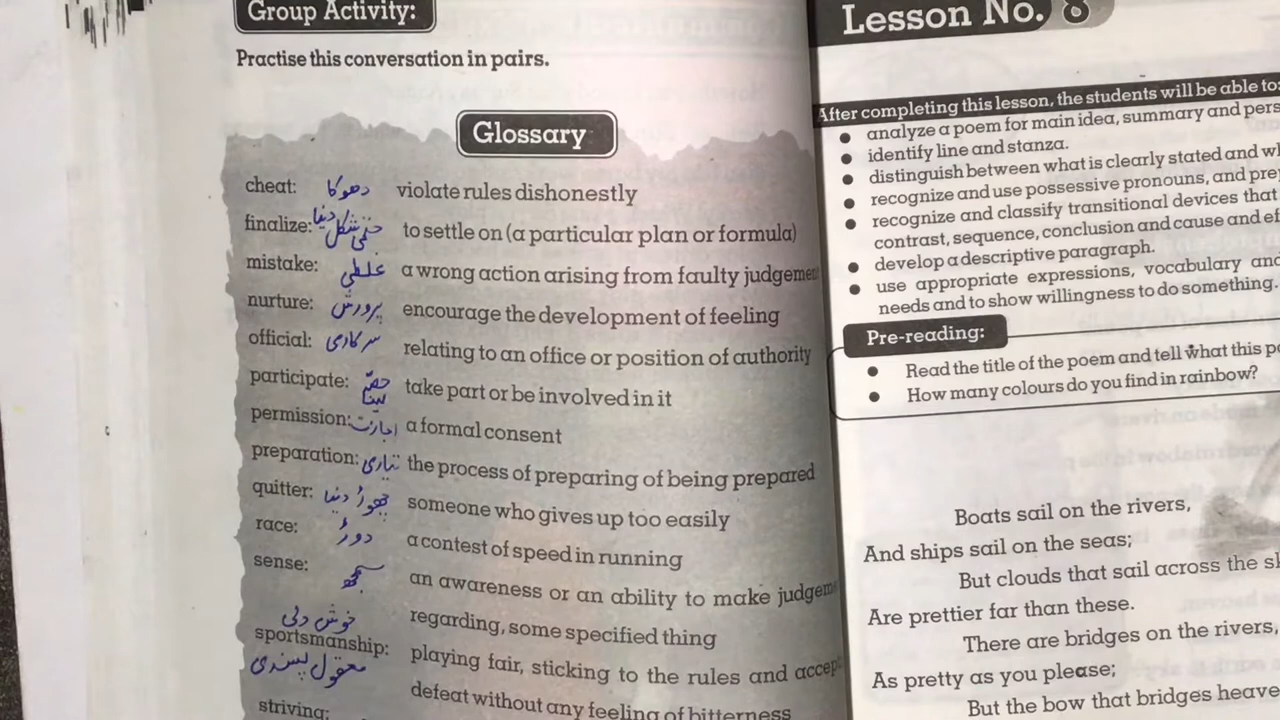 Group Activity:
Practise this conversation in pairs.
Glossary
cheat: دھوکا violate rules dishonestly
finalize: حتمی شکل دینا to settle on (a particular plan or formula)
mistake: غلطی a wrong action arising from faulty judgement
nurture: پرورش encourage the development of feeling
official: سرکاری relating to an office or position of authority
participate: حصّہ لینا take part or be involved in it
permission: اجازت a formal consent
preparation: تیاری the process of preparing of being prepared
quitter: چھوڑ دینا someone who gives up too easily
race: دوڑ a contest of speed in running
sense: سمجھ an awareness or an ability to make judgem
regarding, some specified thing
خوش دلی
sportsmanship: playing fair, sticking to the rules and accep
معقول پسندی
defeat without any feeling of bitterness
striving:
Lesson No. 8
After completing this lesson, the students will be able to:
● analyze a poem for main idea, summary and pers
● identify line and stanza.
● distinguish between what is clearly stated and wh
● recognize and use possessive pronouns, and pre
● recognize and classify transitional devices that
contrast, sequence, conclusion and cause and ef
● develop a descriptive paragraph.
● use appropriate expressions, vocabulary and
needs and to show willingness to do something.
Pre-reading:
● Read the title of the poem and tell what this po
● How many colours do you find in rainbow?
Boats sail on the rivers,
And ships sail on the seas;
But clouds that sail across the sk
Are prettier far than these.
There are bridges on the rivers,
As pretty as you please;
But the bow that bridges heave